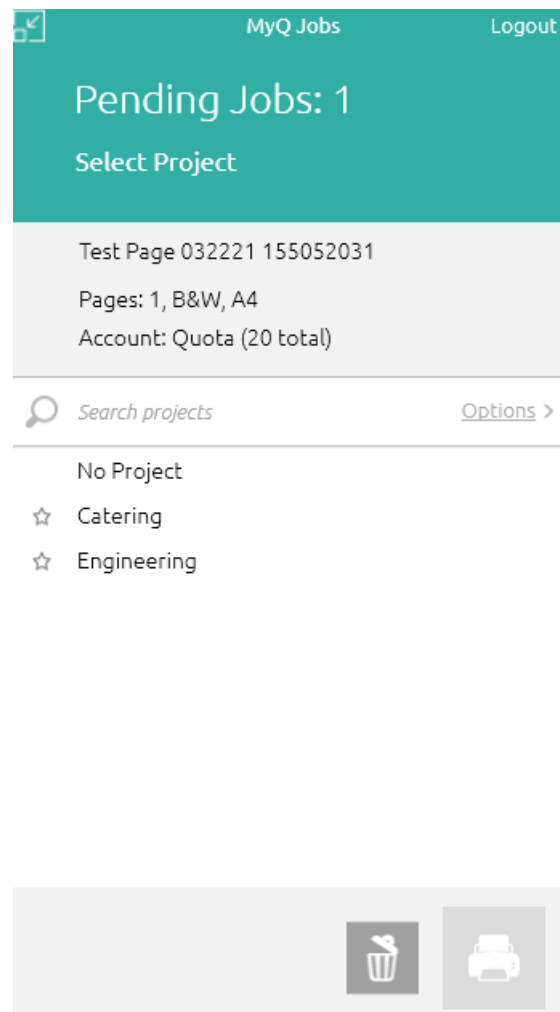 MyQ Jobs Logout
Pending Jobs: 1
Select Project
Test Page 032221 155052031
Pages: 1, B&W, A4
Account: Quota (20 total)
Search projects Options >
No Project
Catering
Engineering